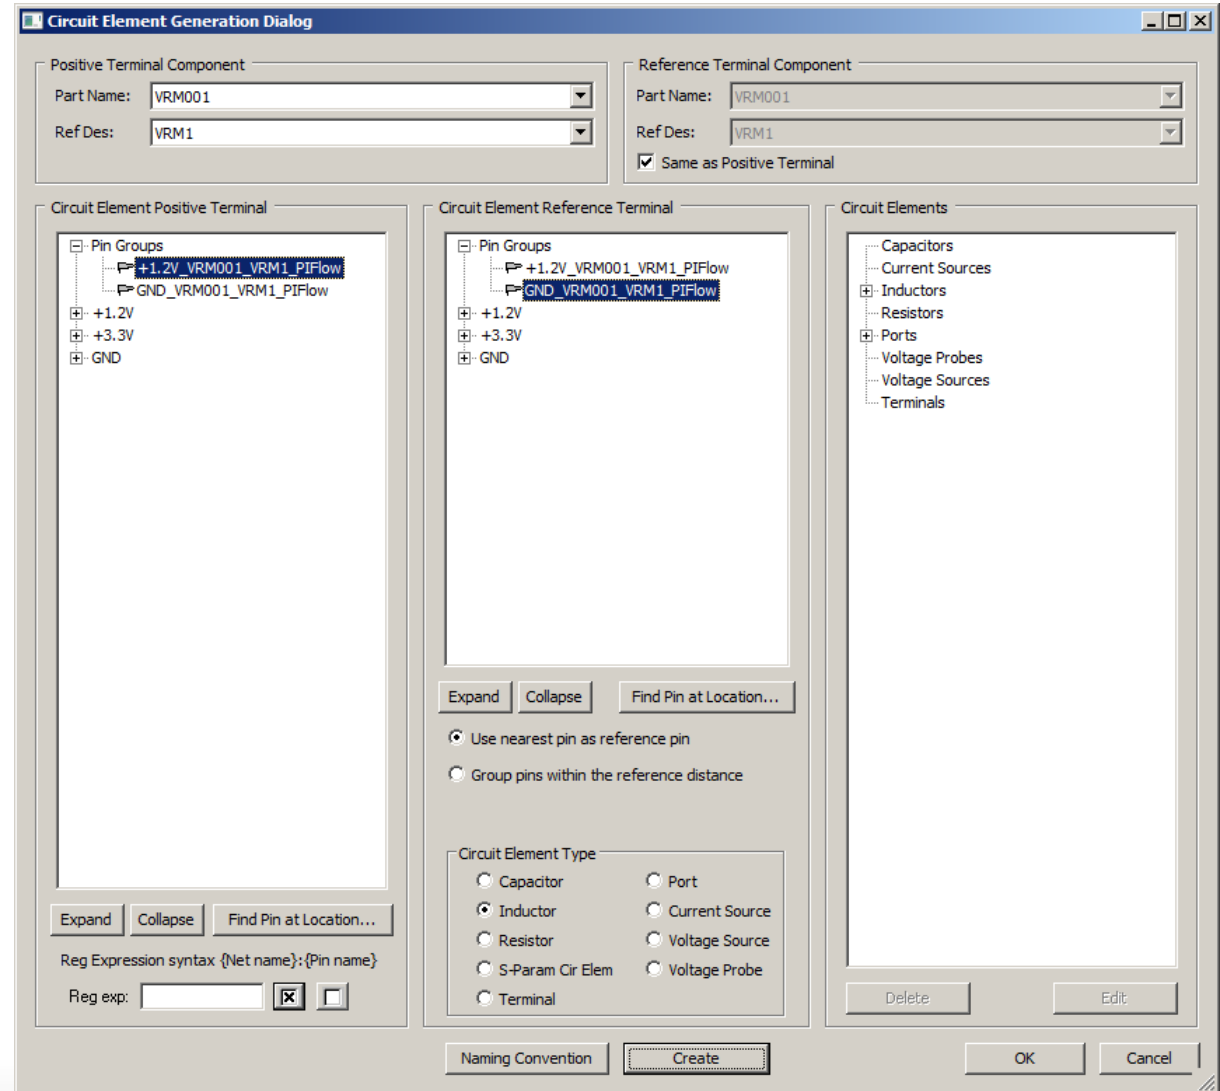 Circuit Element Generation Dialog
Positive Terminal Component
Part Name: VRM001
Ref Des: VRM1
Reference Terminal Component
Part Name: VRM001
Ref Des: VRM1
Same as Positive Terminal
Circuit Element Positive Terminal
Pin Groups
+1.2V_VRM001_VRM1_PIFlow
GND_VRM001_VRM1_PIFlow
+1.2V
+3.3V
GND
Expand Collapse Find Pin at Location...
Reg Expression syntax {Net name}:{Pin name}
Reg exp:
Circuit Element Reference Terminal
Pin Groups
+1.2V_VRM001_VRM1_PIFlow
GND_VRM001_VRM1_PIFlow
+1.2V
+3.3V
GND
Expand Collapse Find Pin at Location...
Use nearest pin as reference pin
Group pins within the reference distance
Circuit Element Type
Capacitor Port
Inductor Current Source
Resistor Voltage Source
S-Param Cir Elem Voltage Probe
Terminal
Circuit Elements
Capacitors
Current Sources
Inductors
Resistors
Ports
Voltage Probes
Voltage Sources
Terminals
Delete Edit
Naming Convention Create OK Cancel